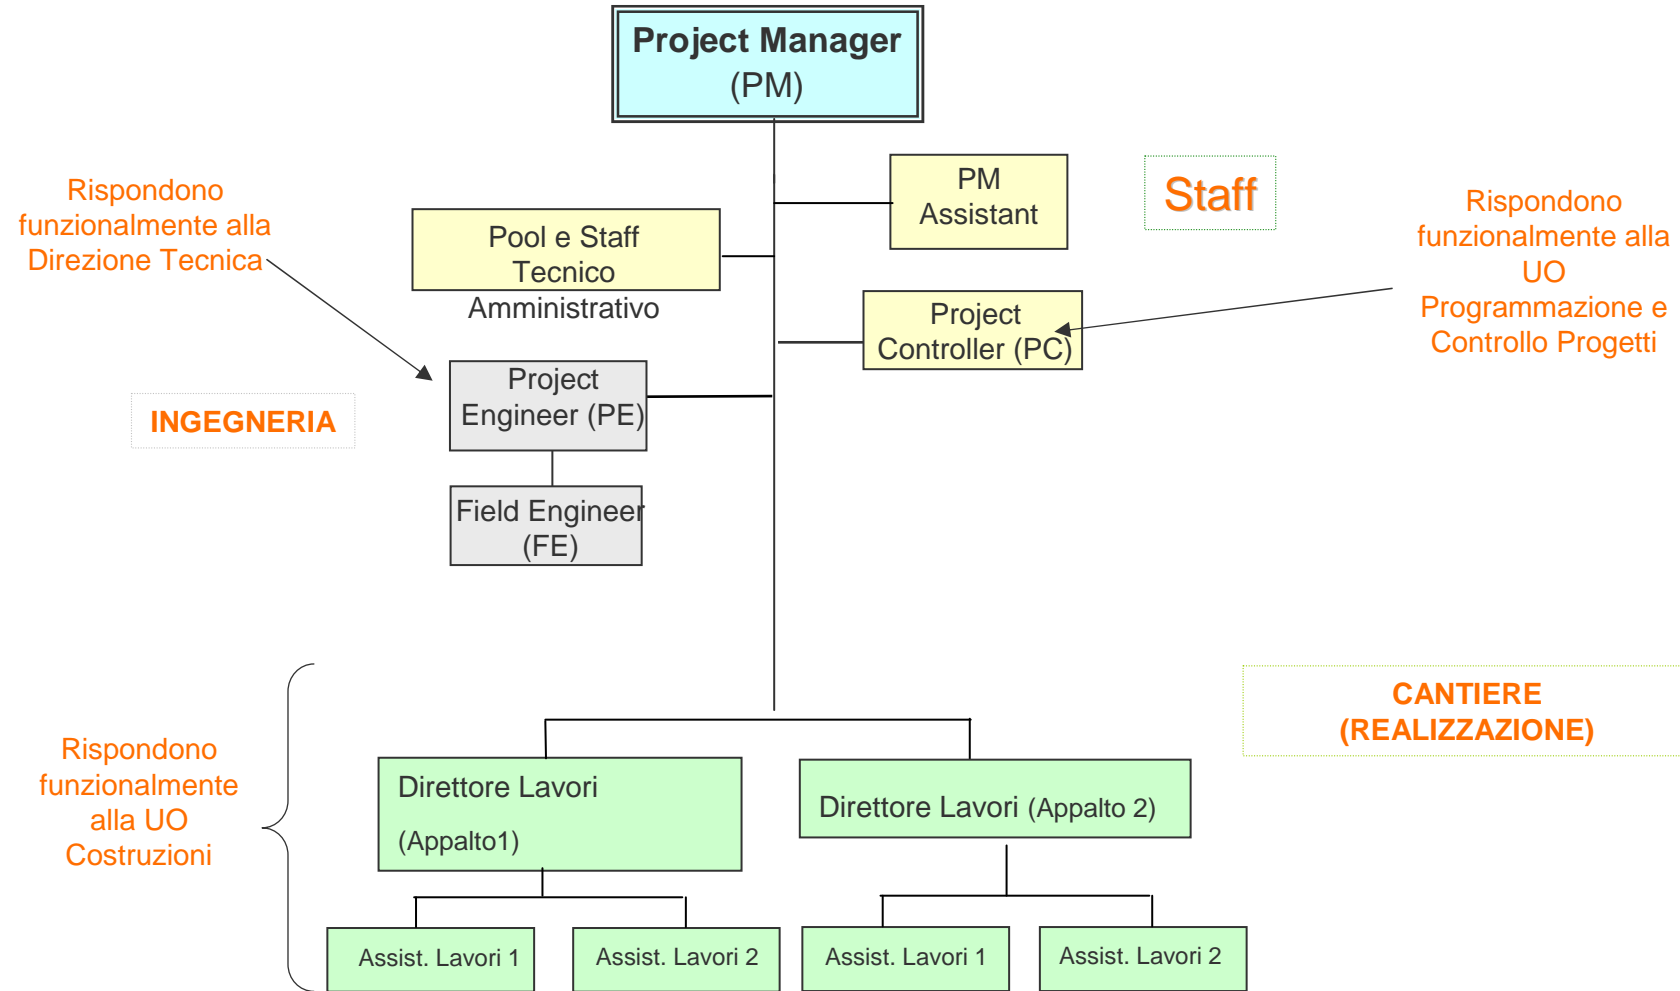 Project Manager
(PM)
PM
Assistant
Staff
Rispondono
funzionalmente alla
Direzione Tecnica
Pool e Staff
Tecnico
Amministrativo
Rispondono
funzionalmente alla
UO
Programmazione e
Controllo Progetti
Project
Controller (PC)
INGEGNERIA
Project
Engineer (PE)
Field Engineer
(FE)
CANTIERE
(REALIZZAZIONE)
Rispondono
funzionalmente
alla UO
Costruzioni
Direttore Lavori
(Appalto1)
Direttore Lavori (Appalto 2)
Assist. Lavori 1
Assist. Lavori 2
Assist. Lavori 1
Assist. Lavori 2